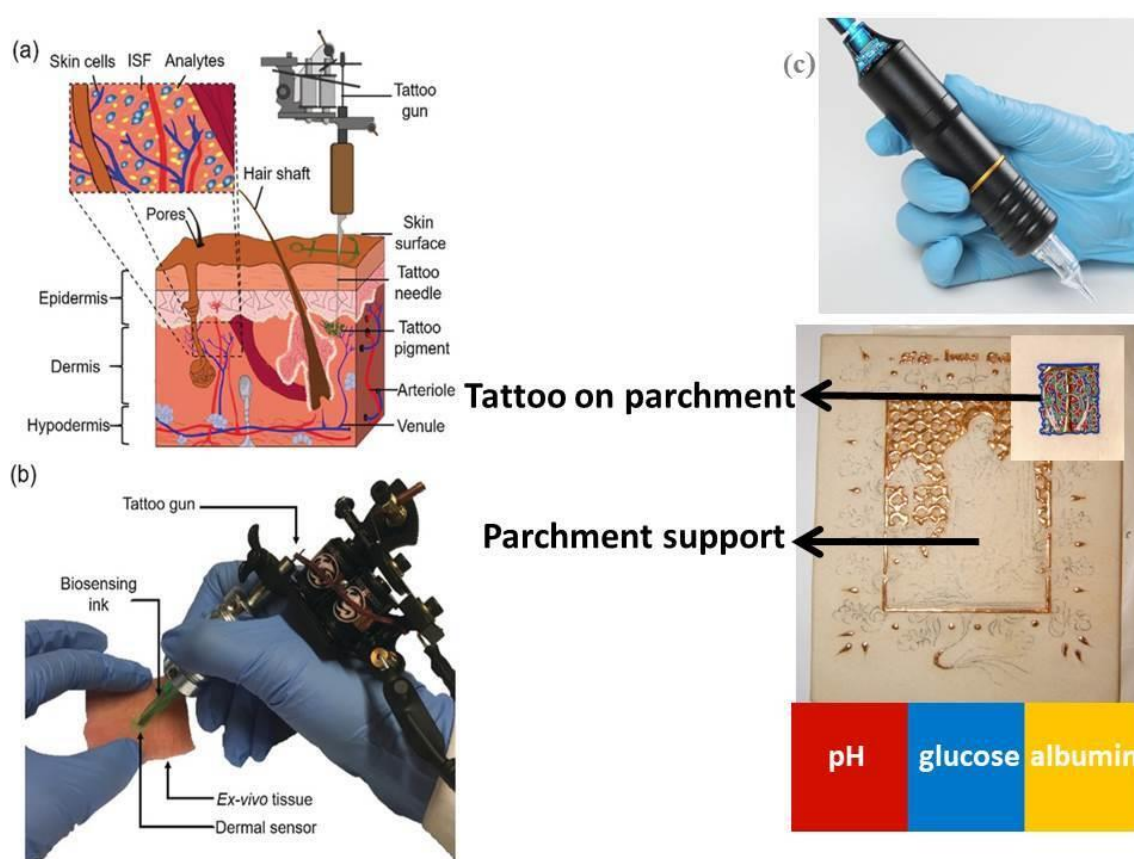 (a)
Skin cells ISF Analytes
Tattoo
gun
Hair shaft
Pores
Skin
surface
Tattoo
needle
Epidermis
Tattoo
pigment
Dermis
Arteriole
Hypodermis
Venule
(b)
Tattoo gun
Biosensing
ink
Ex-vivo tissue
Dermal sensor
(c)
Tattoo on parchment
Parchment support
pH glucose albumin